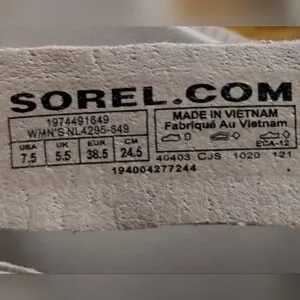 SOREL.COM
1974491649
WMN'S-NL4295-649
USA UK EUR CM
7.5 5.5 38.5 24.5
MADE IN VIETNAM
Fabriqué Au Vietnam
ECA-12
40403 CJS 1020 121
194004277244